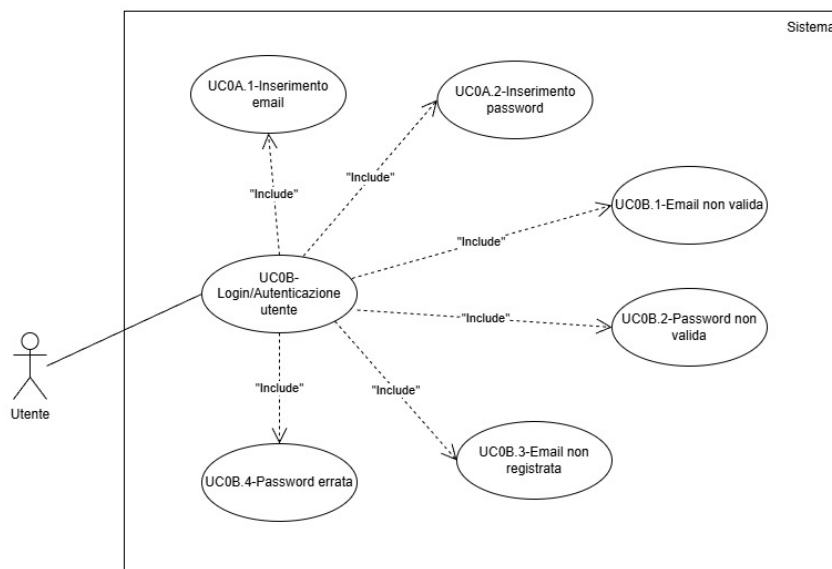 Sistema
UC0A.1-Inserimento
email
UC0A.2-Inserimento
password
"Include"
"Include"
UC0B.1-Email non valida
"Include"
UC0B-
Login/Autenticazione
utente
"Include"
UC0B.2-Password non
valida
Utente
"Include"
"Include"
UC0B.3-Email non
registrata
UC0B.4-Password errata